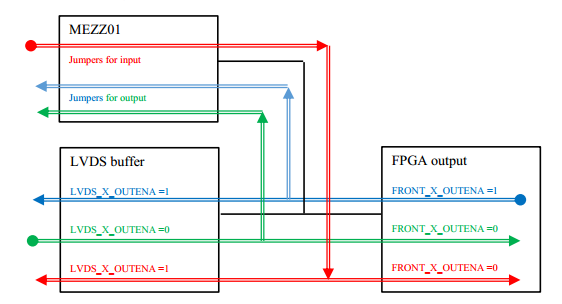 MEZZ01
Jumpers for input
Jumpers for output
LVDS buffer
LVDS_X_OUTENA =1
LVDS_X_OUTENA =0
LVDS_X_OUTENA =1
FPGA output
FRONT_X_OUTENA =1
FRONT_X_OUTENA =0
FRONT_X_OUTENA =0